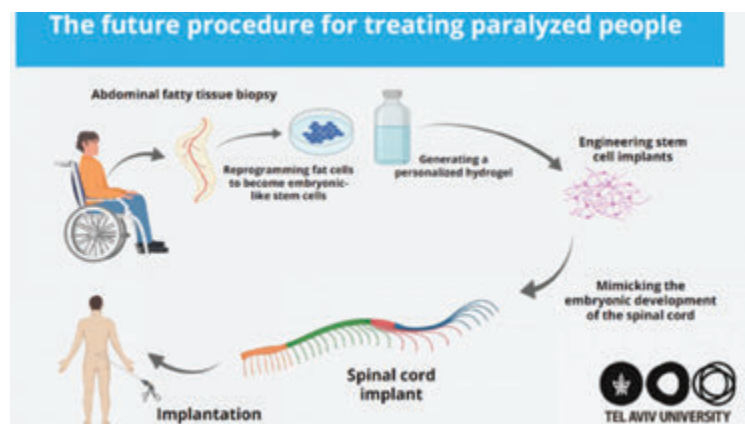 The future procedure for treating paralyzed people
Abdominal fatty tissue biopsy
Reprogramming fat cells
to become embryonic-
like stem cells
Generating a
personalized hydrogel
Engineering stem
cell implants
Mimicking the
embryonic development
of the spinal cord
Spinal cord
implant
Implantation
TEL AVIV UNIVERSITY